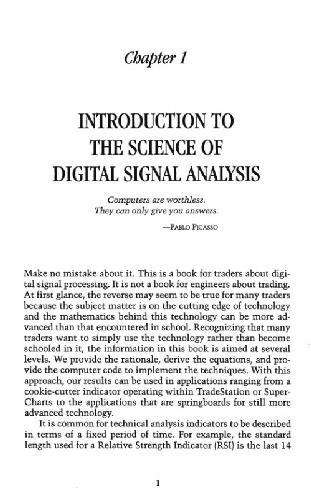 Chapter 1
INTRODUCTION TO
THE SCIENCE OF
DIGITAL SIGNAL ANALYSIS
Computers are worthless.
They can only give you answers.
—PABLO PICASSO
Make no mistake about it. This is a book for traders about digi-
tal signal processing. It is not a book for engineers about trading.
At first glance, the reverse may seem to be true for many traders
because the subject matter is on the cutting edge of technology
and the mathematics behind this technology can be more ad-
vanced than that encountered in school. Recognizing that many
traders want to simply use the technology rather than become
schooled in it, the information in this book is aimed at several
levels. We provide the rationale, derive the equations, and pro-
vide the computer code to implement the techniques. With this
approach, our results can be used in applications ranging from a
cookie-cutter indicator operating within TradeStation or Super-
Charts to the applications that are springboards for still more
advanced technology.
It is common for technical analysis indicators to be described
in terms of a fixed period of time. For example, the standard
length used for a Relative Strength Indicator (RSI) is the last 14
1